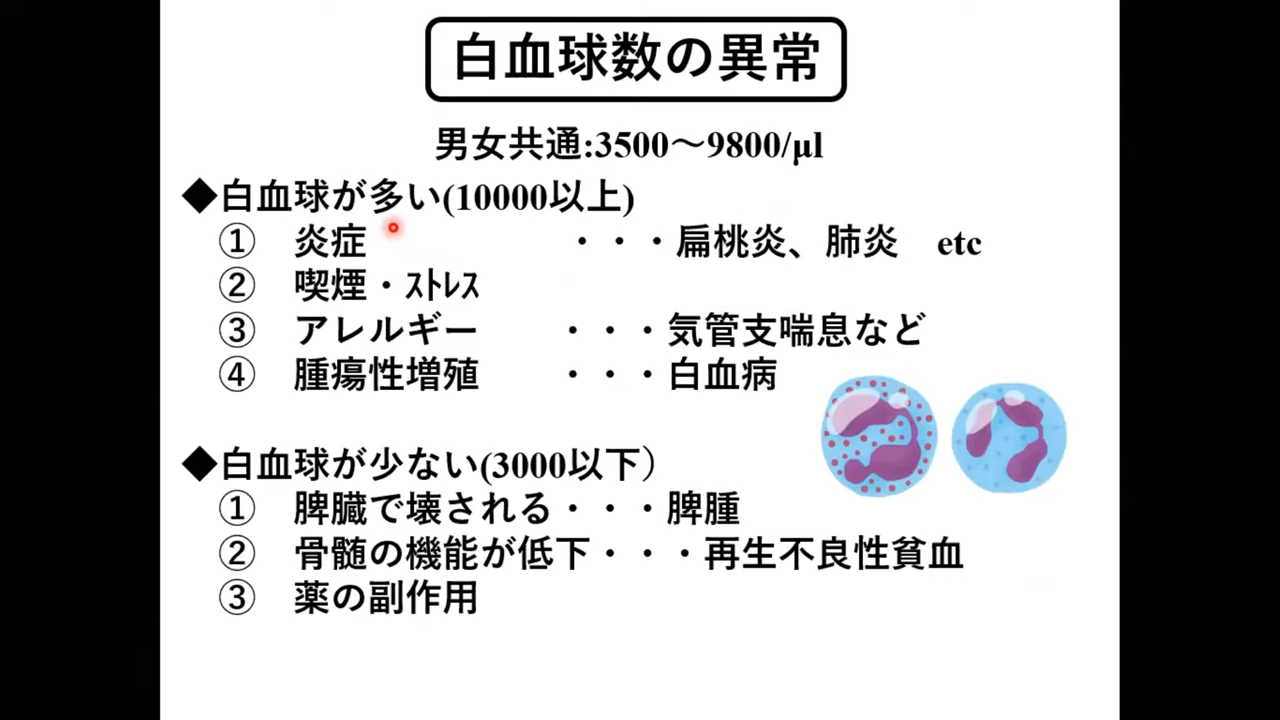 白血球数の異常
男女共通:3500～9800/μl
◆白血球が多い(10000以上)
① 炎症 ・・・扁桃炎、肺炎 etc
② 喫煙・ｽﾄﾚｽ
③ アレルギー ・・・気管支喘息など
④ 腫瘍性増殖 ・・・白血病
◆白血球が少ない(3000以下）
① 脾臓で壊される・・・脾腫
② 骨髄の機能が低下・・・再生不良性貧血
③ 薬の副作用